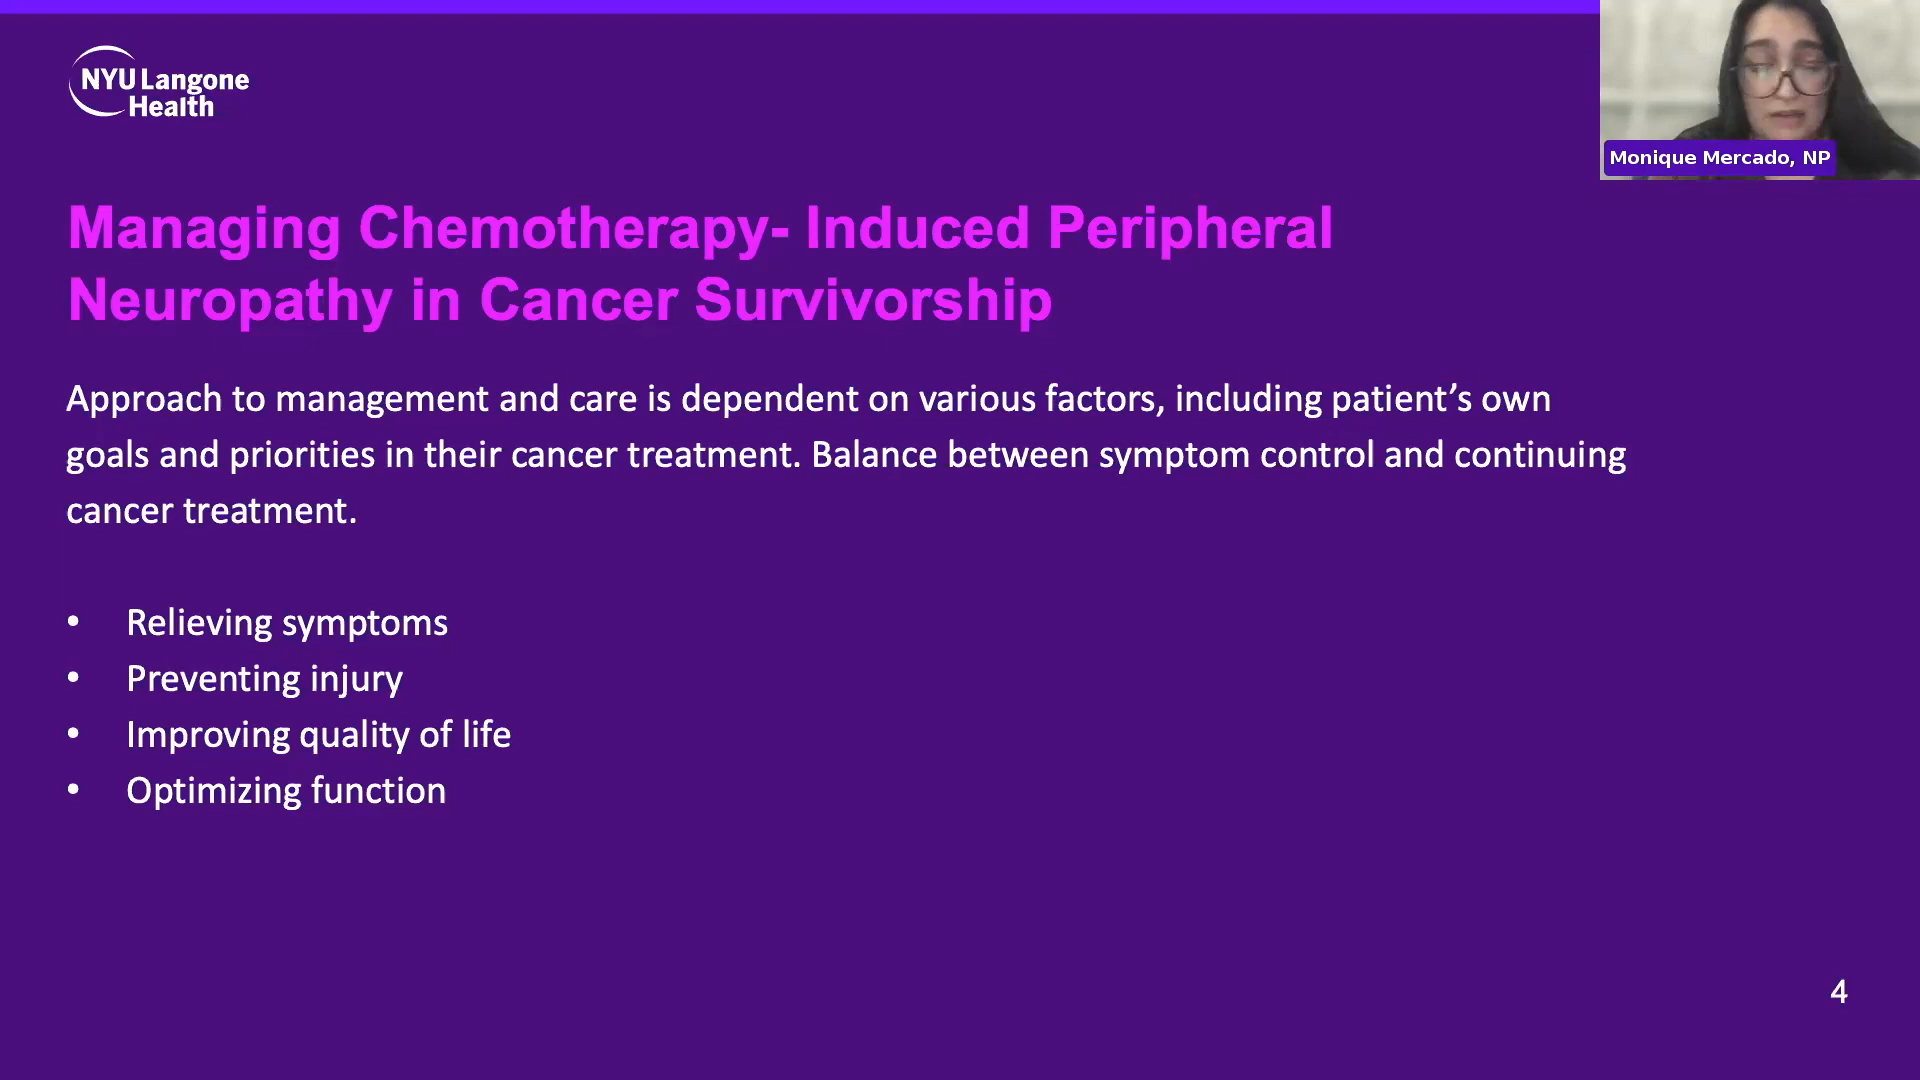 NYU Langone
Health
Monique Mercado, NP
Managing Chemotherapy- Induced Peripheral
Neuropathy in Cancer Survivorship
Approach to management and care is dependent on various factors, including patient’s own
goals and priorities in their cancer treatment. Balance between symptom control and continuing
cancer treatment.
• Relieving symptoms
• Preventing injury
• Improving quality of life
• Optimizing function
4